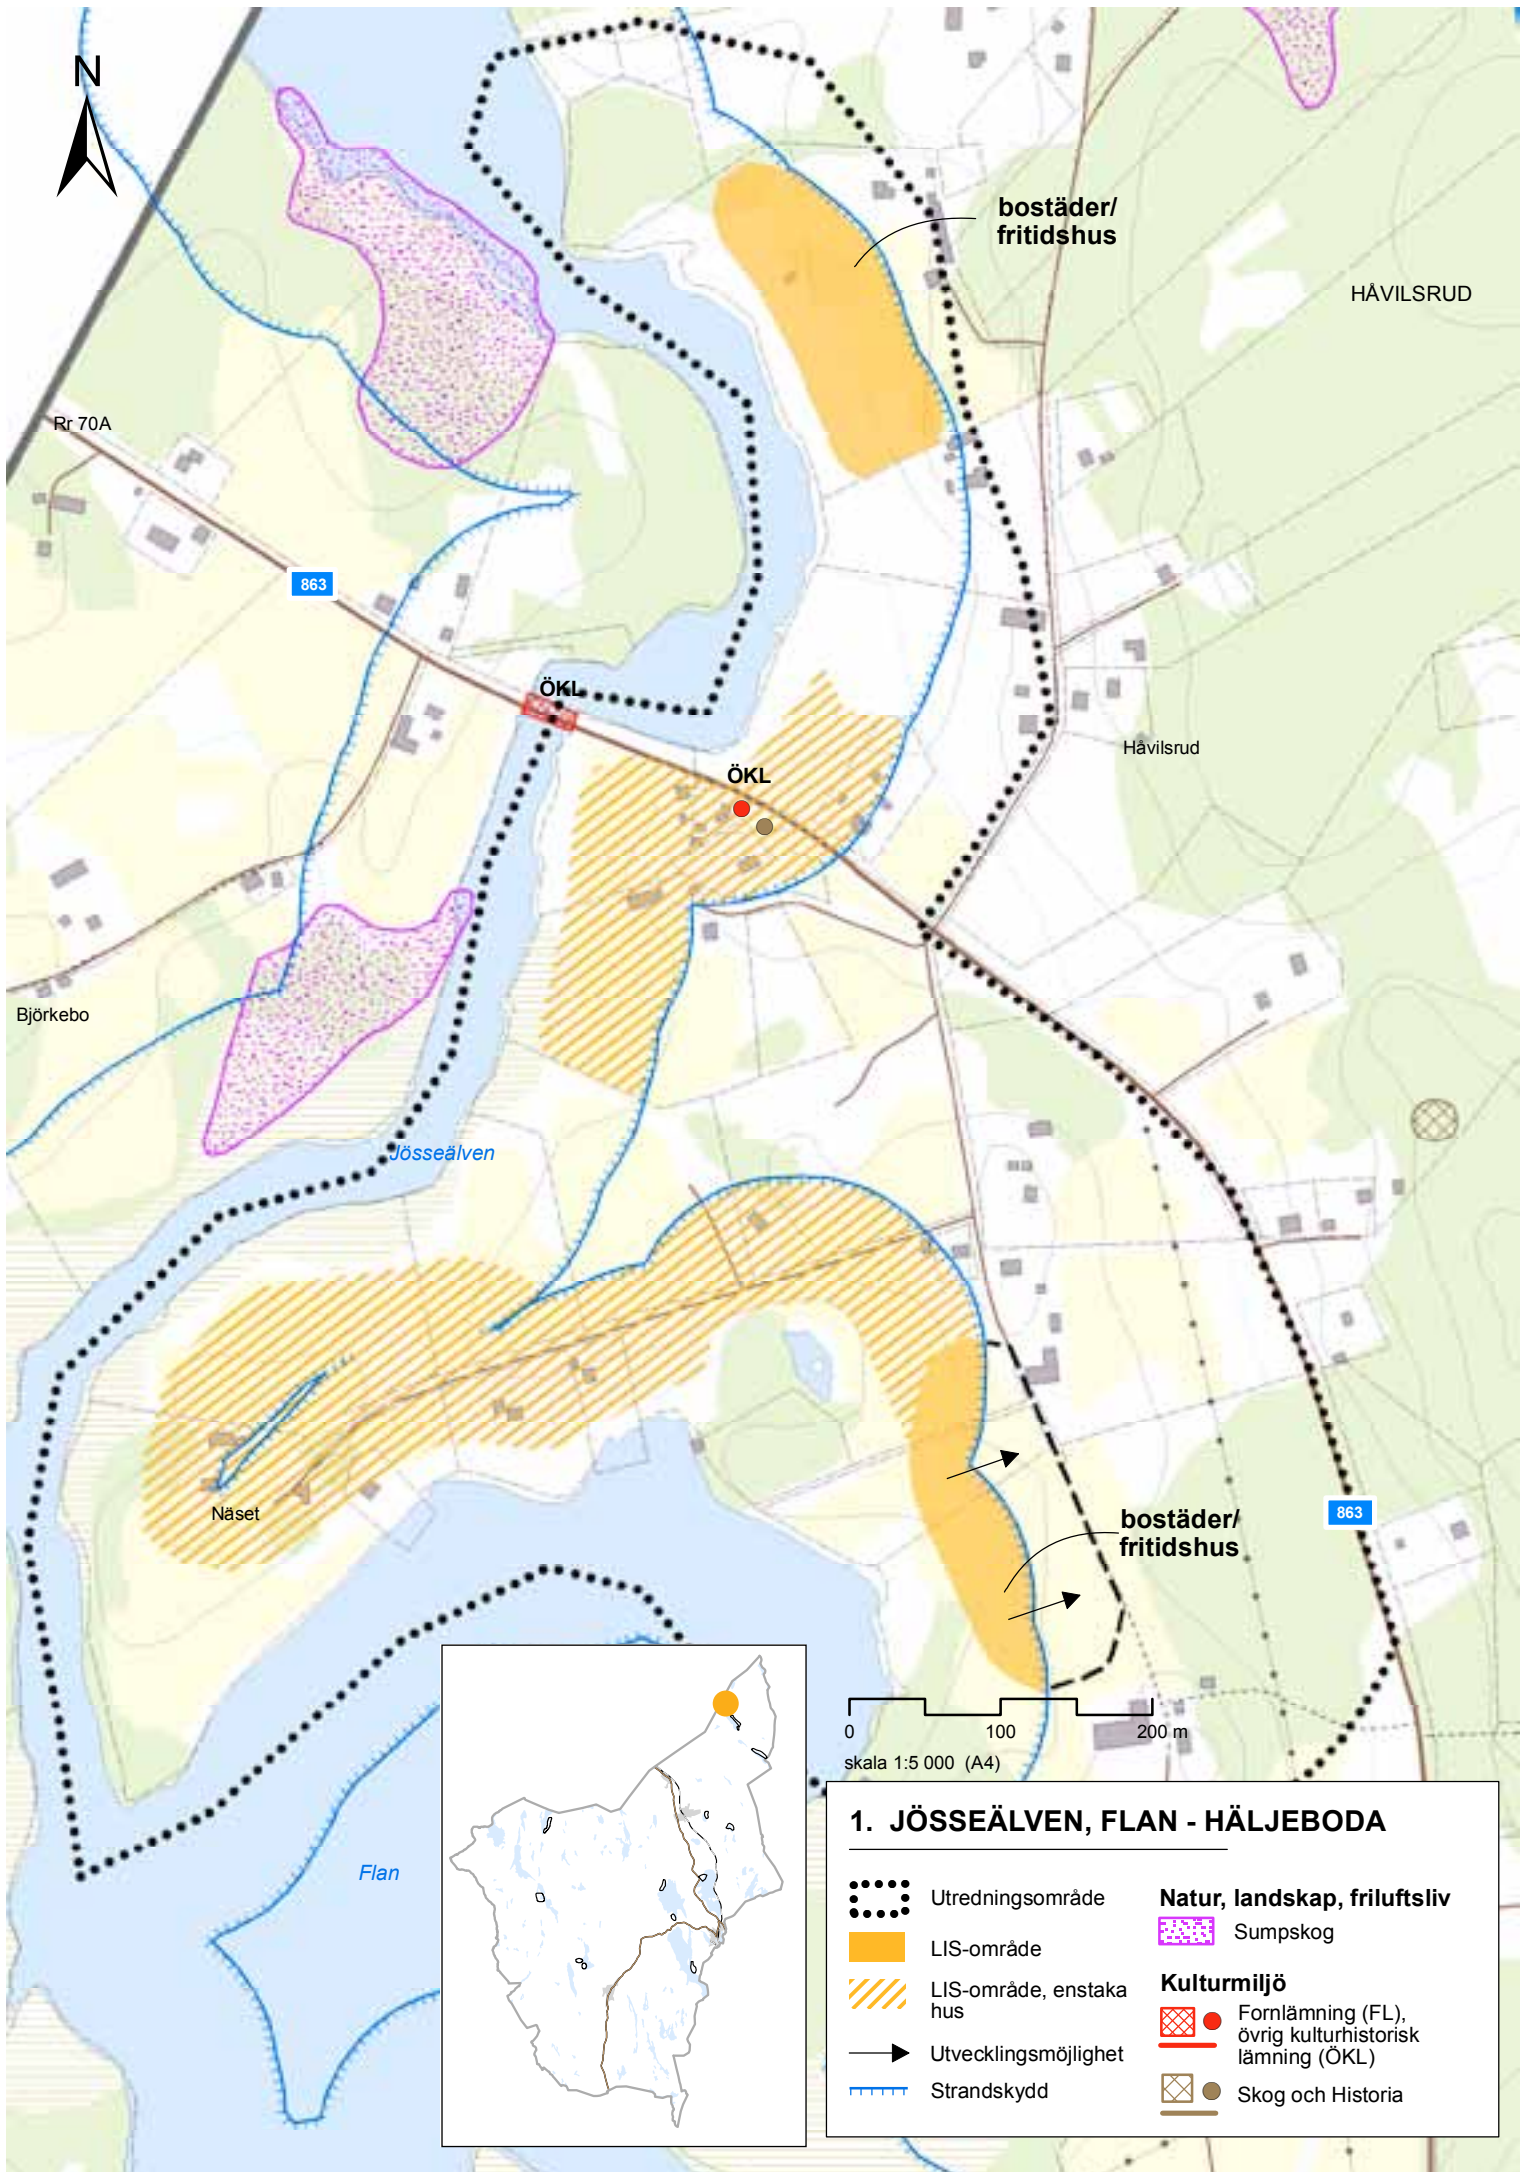 N
bostäder/
fritidshus
HÅVILSRUD
Rr 70A
863
ÖKL
Håvilsrud
ÖKL
Björkebo
Jösseälven
Näset
863
bostäder/
fritidshus
0 100 200 m
skala 1:5 000 (A4)
Flan
1. JÖSSEÄLVEN, FLAN - HÄLJEBODA
Utredningsområde
LIS-område
LIS-område, enstaka
hus
Utvecklingsmöjlighet
Strandskydd
Natur, landskap, friluftsliv
Sumpskog
Kulturmiljö
Fornlämning (FL),
övrig kulturhistorisk
lämning (ÖKL)
Skog och Historia